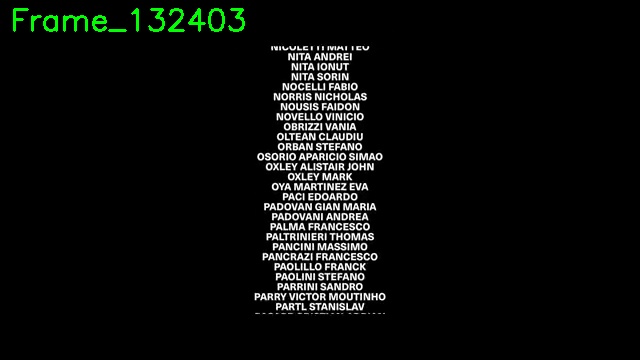 Frame_132403
NICOLETTI MATTEO
NITA ANDREI
NITA IONUT
NITA SORIN
NOCELLI FABIO
NORRIS NICHOLAS
NOUSIS FAIDON
NOVELLO VINICIO
OBRIZZI VANIA
OLTEAN CLAUDIU
ORBAN STEFANO
OSORIO APARICIO SIMAO
OXLEY ALISTAIR JOHN
OXLEY MARK
OYA MARTINEZ EVA
PACI EDOARDO
PADOVAN GIAN MARIA
PADOVANI ANDREA
PALMA FRANCESCO
PALTRINIERI THOMAS
PANCINI MASSIMO
PANCRAZI FRANCESCO
PAOLILLO FRANCK
PAOLINI STEFANO
PARRINI SANDRO
PARRY VICTOR MOUTINHO
PARTL STANISLAV